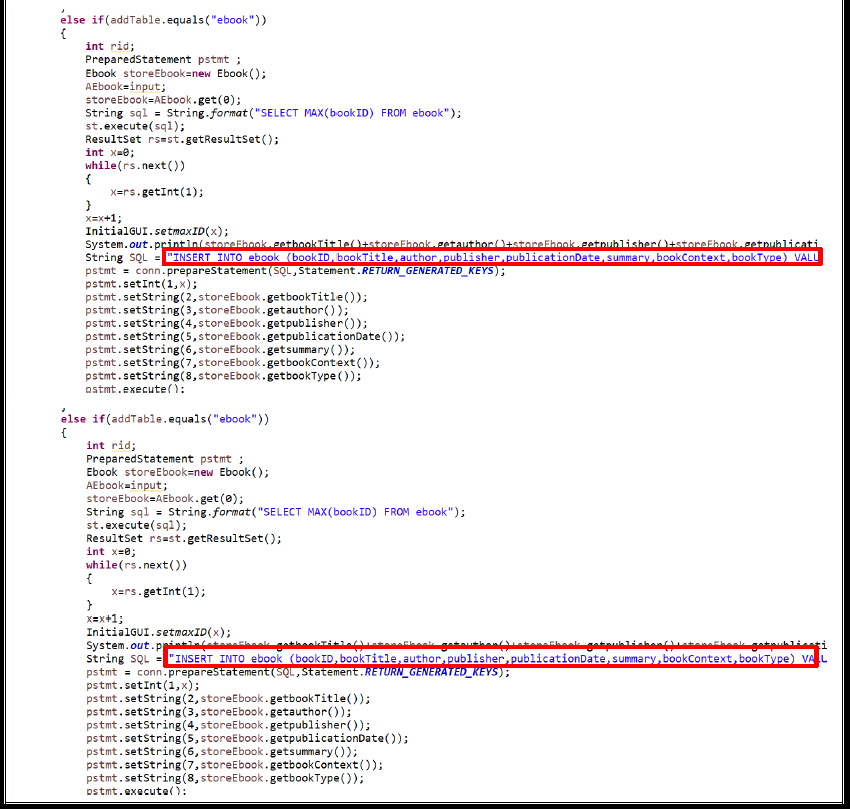 else if(addTable.equals("ebook"))
{
int rid;
PreparedStatement pstmt ;
Ebook storeEbook=new Ebook();
AEbook=input;
storeEbook=AEbook.get(0);
String sql = String.format("SELECT MAX(bookID) FROM ebook");
st.execute(sql);
ResultSet rs=st.getResultSet();
int x=0;
while(rs.next())
{
x=rs.getInt(1);
}
x=x+1;
InitialGUI.setmaxID(x);
System.out.println(storeEbook.getbookTitle()+storeEbook.getauthor()+storeEbook.getpublisher()+storeEbook.getpublicati
String SQL = "INSERT INTO ebook (bookID,bookTitle,author,publisher,publicationDate,summary,bookContext,bookType) VALU
pstmt = conn.prepareStatement(SQL,Statement.RETURN_GENERATED_KEYS);
pstmt.setInt(1,x);
pstmt.setString(2,storeEbook.getbookTitle());
pstmt.setString(3,storeEbook.getauthor());
pstmt.setString(4,storeEbook.getpublisher());
pstmt.setString(5,storeEbook.getpublicationDate());
pstmt.setString(6,storeEbook.getsummary());
pstmt.setString(7,storeEbook.getbookContext());
pstmt.setString(8,storeEbook.getbookType());
pstmt.execute();
else if(addTable.equals("ebook"))
{
int rid;
PreparedStatement pstmt ;
Ebook storeEbook=new Ebook();
AEbook=input;
storeEbook=AEbook.get(0);
String sql = String.format("SELECT MAX(bookID) FROM ebook");
st.execute(sql);
ResultSet rs=st.getResultSet();
int x=0;
while(rs.next())
{
x=rs.getInt(1);
}
x=x+1;
InitialGUI.setmaxID(x);
System.out.println(storeEbook.getbookTitle()+storeEbook.getauthor()+storeEbook.getpublisher()+storeEbook.getpublicati
String SQL = "INSERT INTO ebook (bookID,bookTitle,author,publisher,publicationDate,summary,bookContext,bookType) VALU
pstmt = conn.prepareStatement(SQL,Statement.RETURN_GENERATED_KEYS);
pstmt.setInt(1,x);
pstmt.setString(2,storeEbook.getbookTitle());
pstmt.setString(3,storeEbook.getauthor());
pstmt.setString(4,storeEbook.getpublisher());
pstmt.setString(5,storeEbook.getpublicationDate());
pstmt.setString(6,storeEbook.getsummary());
pstmt.setString(7,storeEbook.getbookContext());
pstmt.setString(8,storeEbook.getbookType());
pstmt.execute();